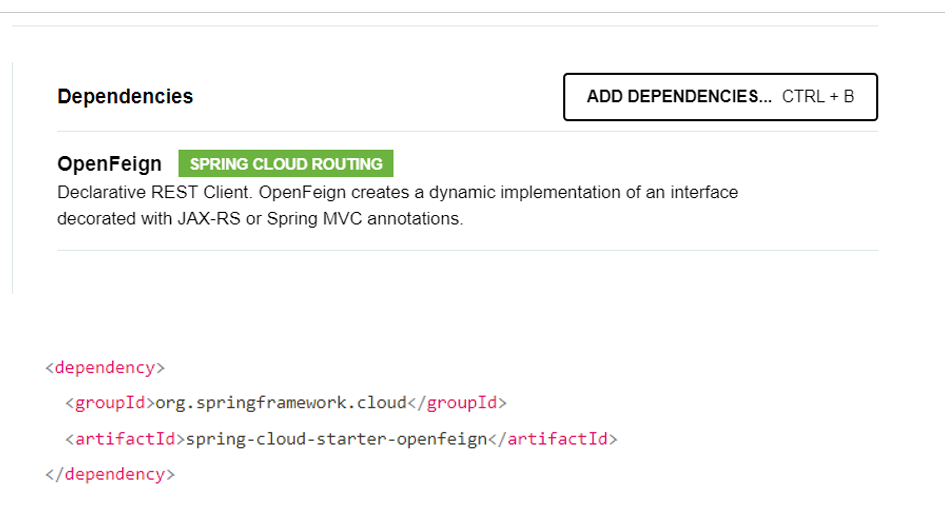 Dependencies
ADD DEPENDENCIES... CTRL + B
OpenFeign SPRING CLOUD ROUTING
Declarative REST Client. OpenFeign creates a dynamic implementation of an interface
decorated with JAX-RS or Spring MVC annotations.
<dependency>
<groupId>org.springframework.cloud</groupId>
<artifactId>spring-cloud-starter-openfeign</artifactId>
</dependency>